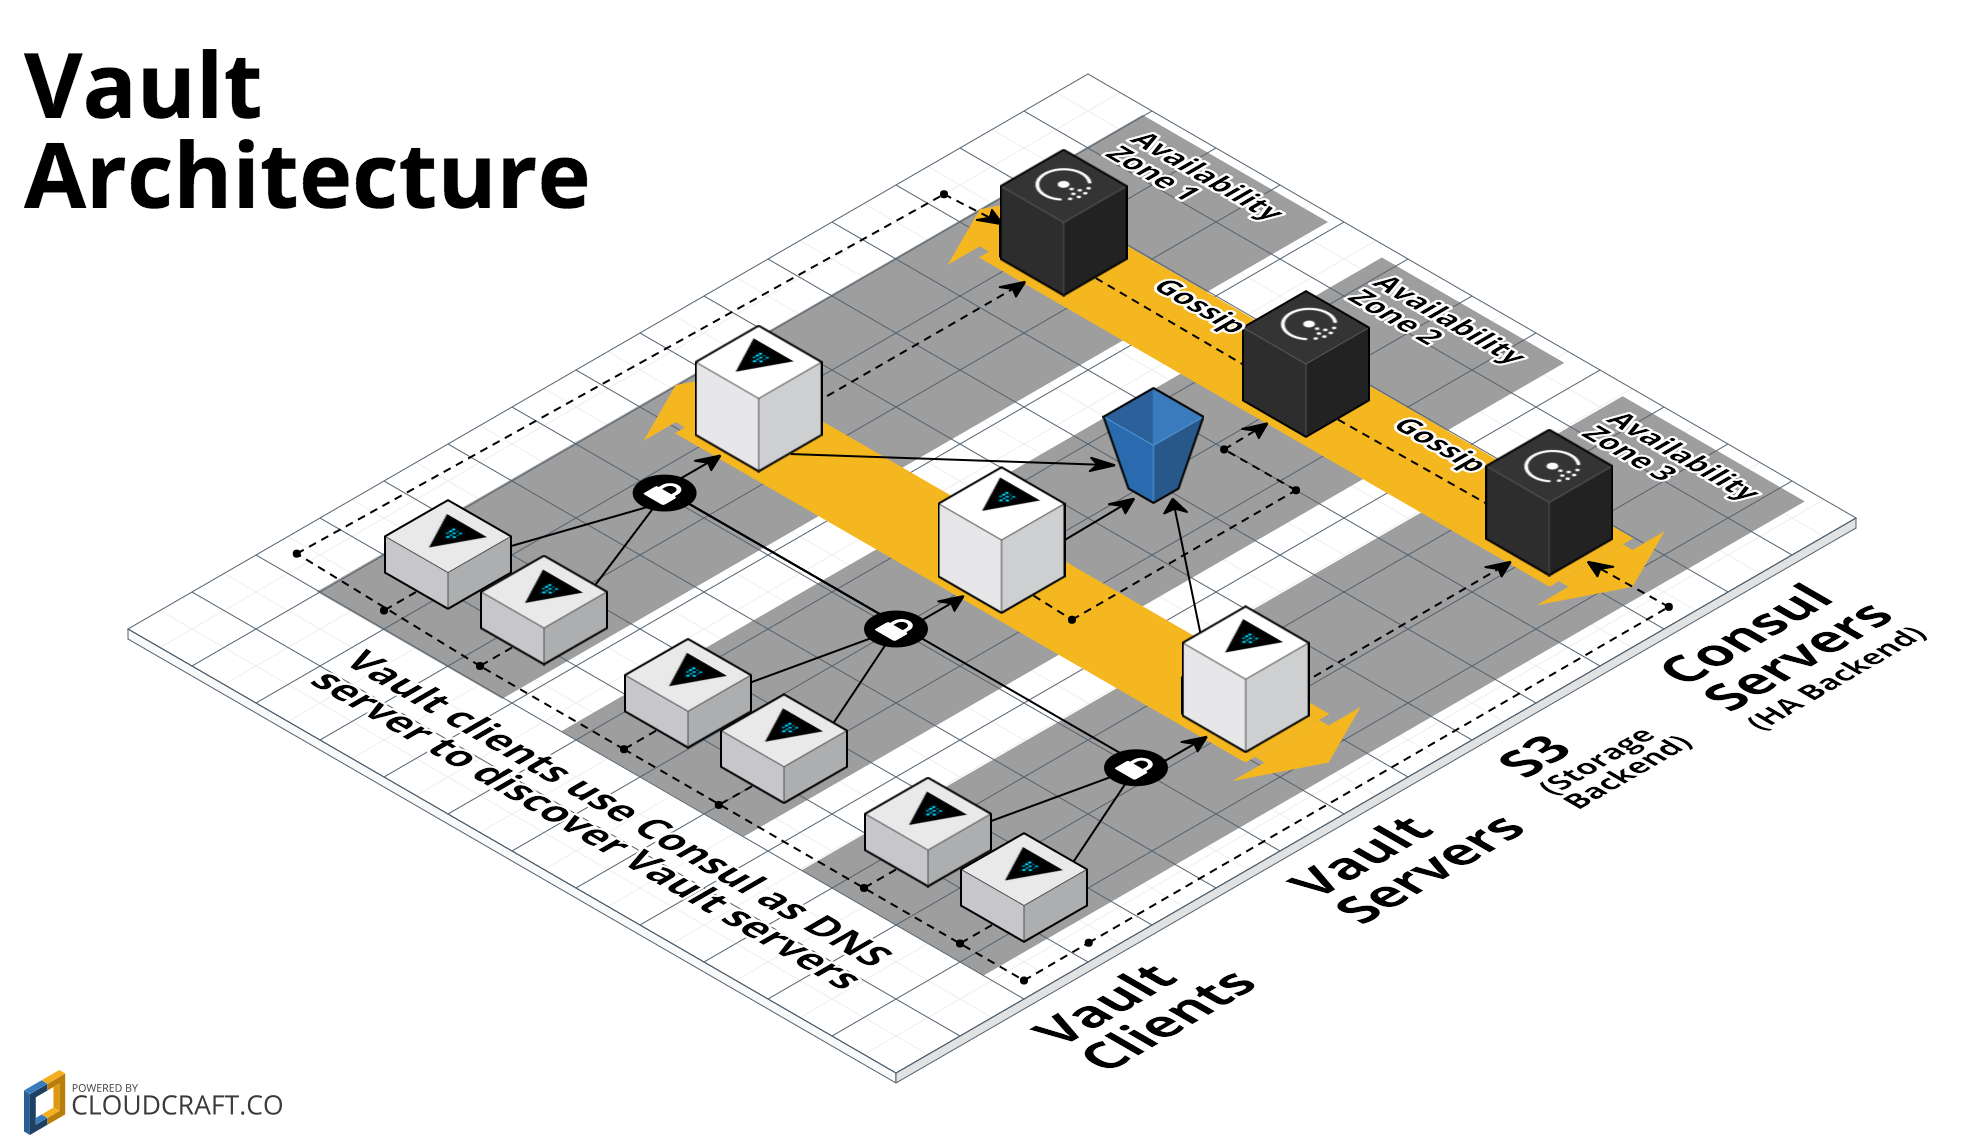 Vault
Architecture
Availability
Zone 1
Gossip
Availability
Zone 2
Gossip
Availability
Zone 3
Consul
Servers
(HA Backend)
S3
(Storage
Backend)
Vault
Servers
Vault
Clients
Vault clients use Consul as DNS
server to discover Vault servers
POWERED BY
CLOUDCRAFT.CO